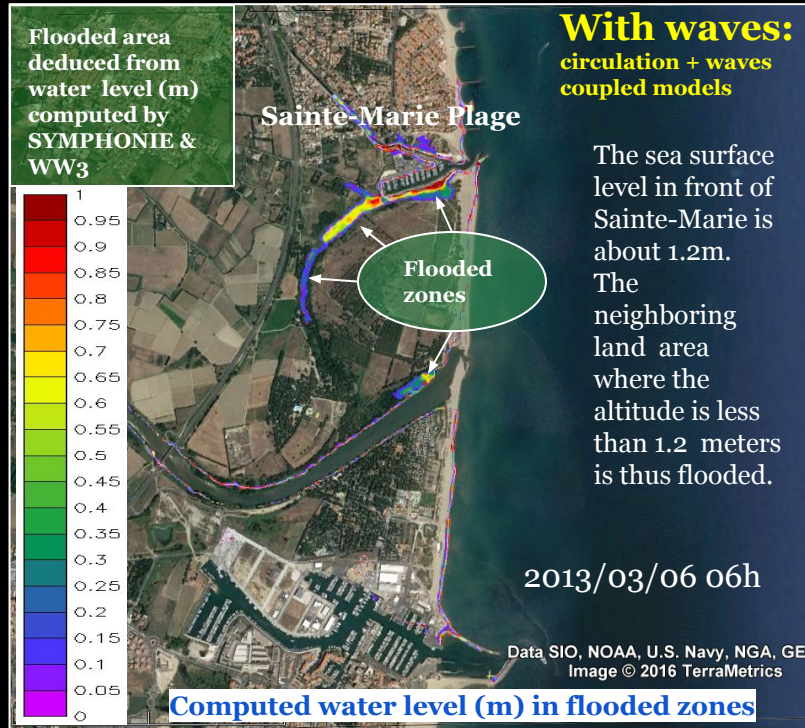 Flooded area
deduced from
water level (m)
computed by
SYMPHONIE &
WW3
With waves:
circulation + waves
coupled models
Sainte-Marie Plage
The sea surface
level in front of
Sainte-Marie is
about 1.2m.
The
neighboring
land area
where the
altitude is less
than 1.2 meters
is thus flooded.
Flooded
zones
1
0.95
0.9
0.85
0.8
0.75
0.7
0.65
0.6
0.55
0.5
0.45
0.4
0.35
0.3
0.25
0.2
0.15
0.1
0.05
0
2013/03/06 06h
Data SIO, NOAA, U.S. Navy, NGA, GE
Image © 2016 TerraMetrics
Computed water level (m) in flooded zones